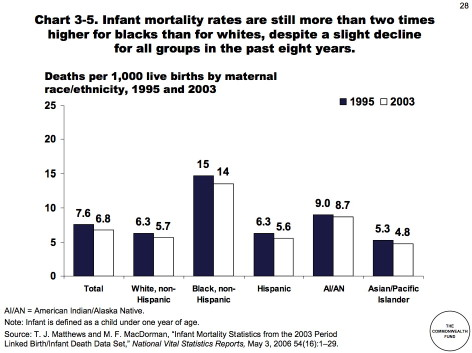 28
Chart 3-5. Infant mortality rates are still more than two times
higher for blacks than for whites, despite a slight decline
for all groups in the past eight years.
Deaths per 1,000 live births by maternal
race/ethnicity, 1995 and 2003
25
1995 2003
20
15
10
5
0
7.6 6.8
6.3 5.7
15 14
6.3 5.6
9.0 8.7
5.3 4.8
Total White, non- Black, non- Hispanic AI/AN Asian/Pacific
Hispanic Hispanic Islander
AI/AN = American Indian/Alaska Native.
Note: Infant is defined as a child under one year of age.
Source: T. J. Matthews and M. F. MacDorman, "Infant Mortality Statistics from the 2003 Period
Linked Birth/Infant Death Data Set," National Vital Statistics Reports, May 3, 2006 54(16):1–29.
THE
COMMONWEALTH
FUND